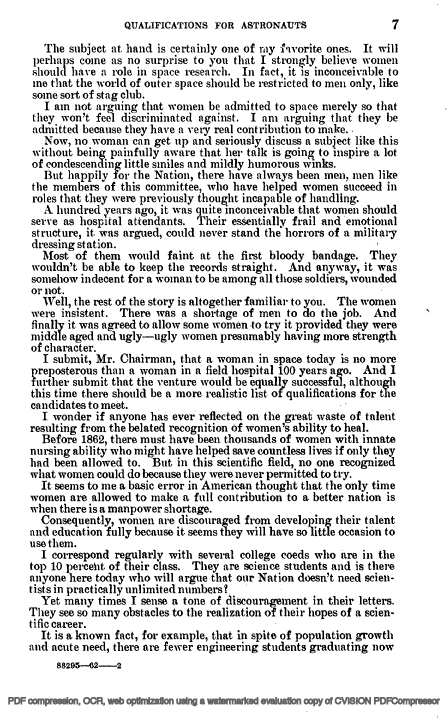 QUALIFICATIONS FOR ASTRONAUTS 7
The subject at hand is certainly one of my favorite ones. It will
perhaps come as no surprise to you that I strongly believe women
should have a role in space research. In fact, it is inconceivable to
me that the world of outer space should be restricted to men only, like
some sort of stag club.
I am not arguing that women be admitted to space merely so that
they won't feel discriminated against. I am arguing that they be
admitted because they have a very real contribution to make.
Now, no woman can get up and seriously discuss a subject like this
without being painfully aware that her talk is going to inspire a lot
of condescending little smiles and mildly humorous winks.
But happily for the Nation, there have always been men, men like
the members of this committee, who have helped women succeed in
roles that they were previously thought incapable of handling.
A hundred years ago, it was quite inconceivable that women should
serve as hospital attendants. Their essentially frail and emotional
structure, it was argued, could never stand the horrors of a military
dressing station.
Most of them would faint at the first bloody bandage. They
wouldn't be able to keep the records straight. And anyway, it was
somehow indecent for a woman to be among all those soldiers, wounded
or not.
Well, the rest of the story is altogether familiar to you. The women
were insistent. There was a shortage of men to do the job. And
finally it was agreed to allow some women to try it provided they were
middle aged and ugly—ugly women presumably having more strength
of character.
I submit, Mr. Chairman, that a woman in space today is no more
preposterous than a woman in a field hospital 100 years ago. And I
further submit that the venture would be equally successful, although
this time there should be a more realistic list of qualifications for the
candidates to meet.
I wonder if anyone has ever reflected on the great waste of talent
resulting from the belated recognition of women's ability to heal.
Before 1862, there must have been thousands of women with innate
nursing ability who might have helped save countless lives if only they
had been allowed to. But in this scientific field, no one recognized
what women could do because they were never permitted to try.
It seems to me a basic error in American thought that the only time
women are allowed to make a full contribution to a better nation is
when there is a manpower shortage.
Consequently, women are discouraged from developing their talent
and education fully because it seems they will have so little occasion to
use them.
I correspond regularly with several college coeds who are in the
top 10 percent of their class. They are science students and is there
anyone here today who will argue that our Nation doesn't need scien-
tists in practically unlimited numbers?
Yet many times I sense a tone of discouragement in their letters.
They see so many obstacles to the realization of their hopes of a scien-
tific career.
It is a known fact, for example, that in spite of population growth
and acute need, there are fewer engineering students graduating now
88295—62——2
PDF compression, OCR, web optimization using a watermarked evaluation copy of CVISION PDFCompressor